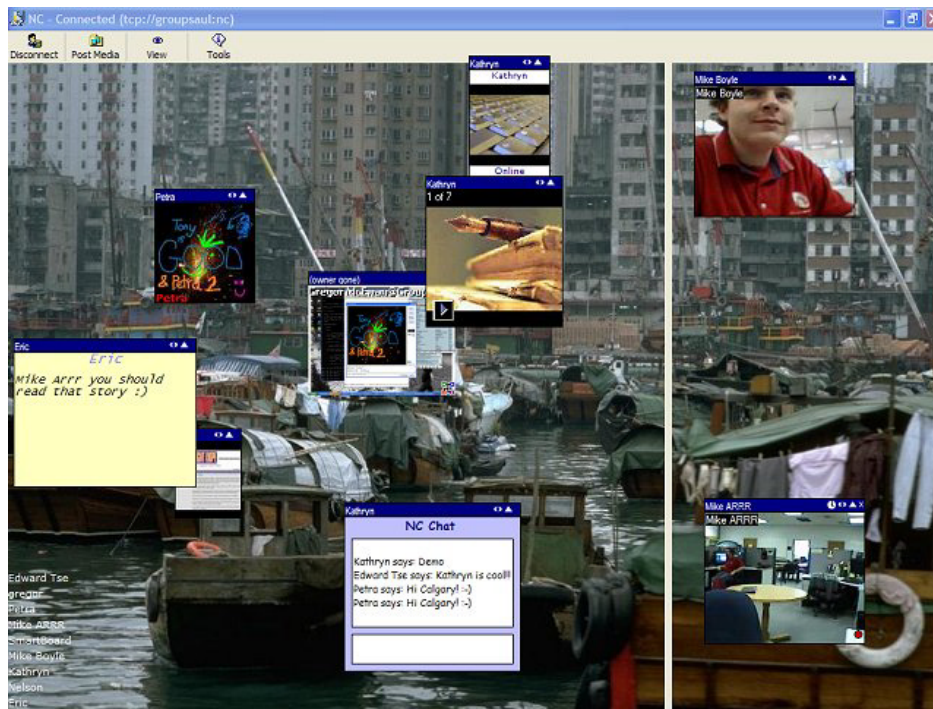 NC - Connected (tcp://groupsaul:nc)
Disconnect Post Media View Tools
Kathryn
Kathryn
Online
Mike Boyle
Mike Boyle
Kathryn
1 of 7
Petra
Tony
GOOD
& Petra 2
Petra
(owner gone)
Eric
Eric
Mike Arrr you should
read that story :)
Kathryn
NC Chat
Kathryn says: Demo
Edward Tse says: Kathryn is cool!!
Petra says: Hi Calgary! :-)
Petra says: Hi Calgary! :-)
Mike ARRR
Mike ARRR
Edward Tse
gregor
Petra
Mike ARRR
SmartBoard
Mike Boyle
Kathryn
Nelson
Eric